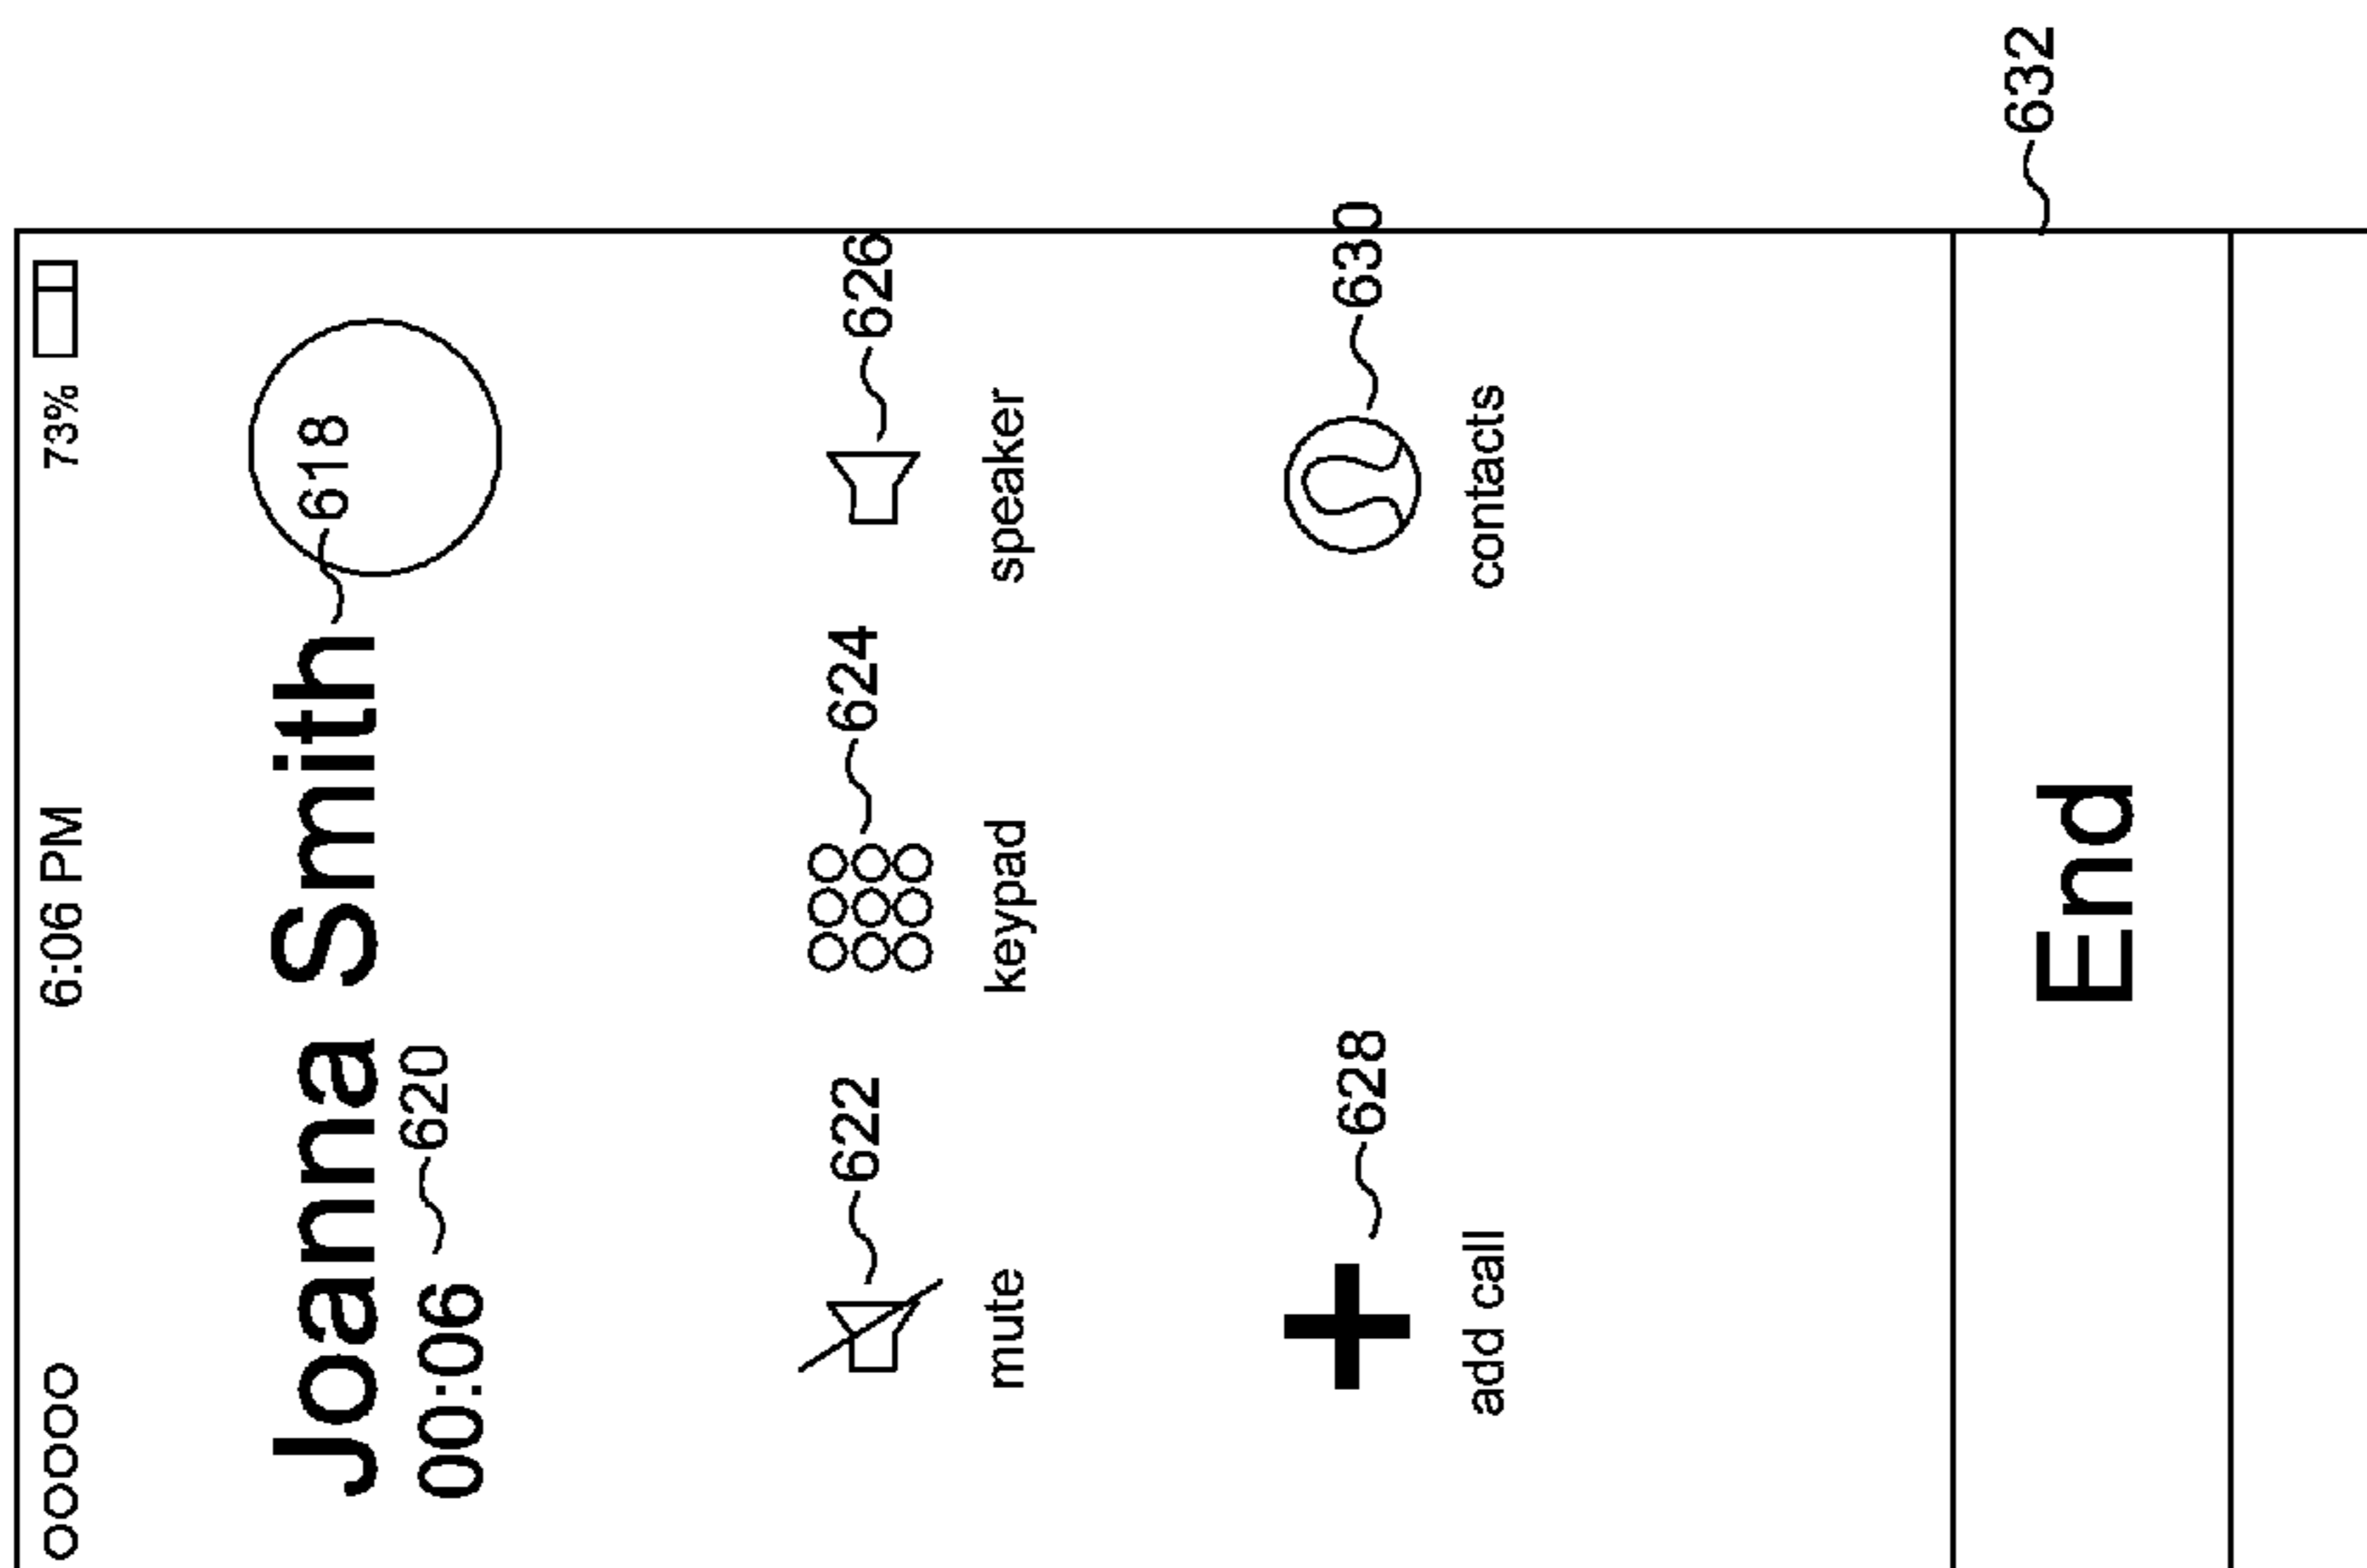 6:06 PM 73%
Joanna Smith 618
00:06 620
622 624 626
mute keypad speaker
628 630
add call contacts
632
End